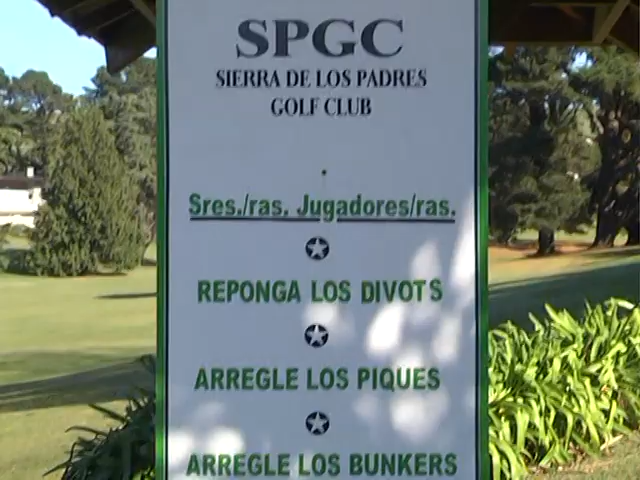 SPGC
SIERRA DE LOS PADRES
GOLF CLUB
Sres./ras. Jugadores/ras.
REPONGA LOS DIVOTS
ARREGLE LOS PIQUES
ARREGLE LOS BUNKERS